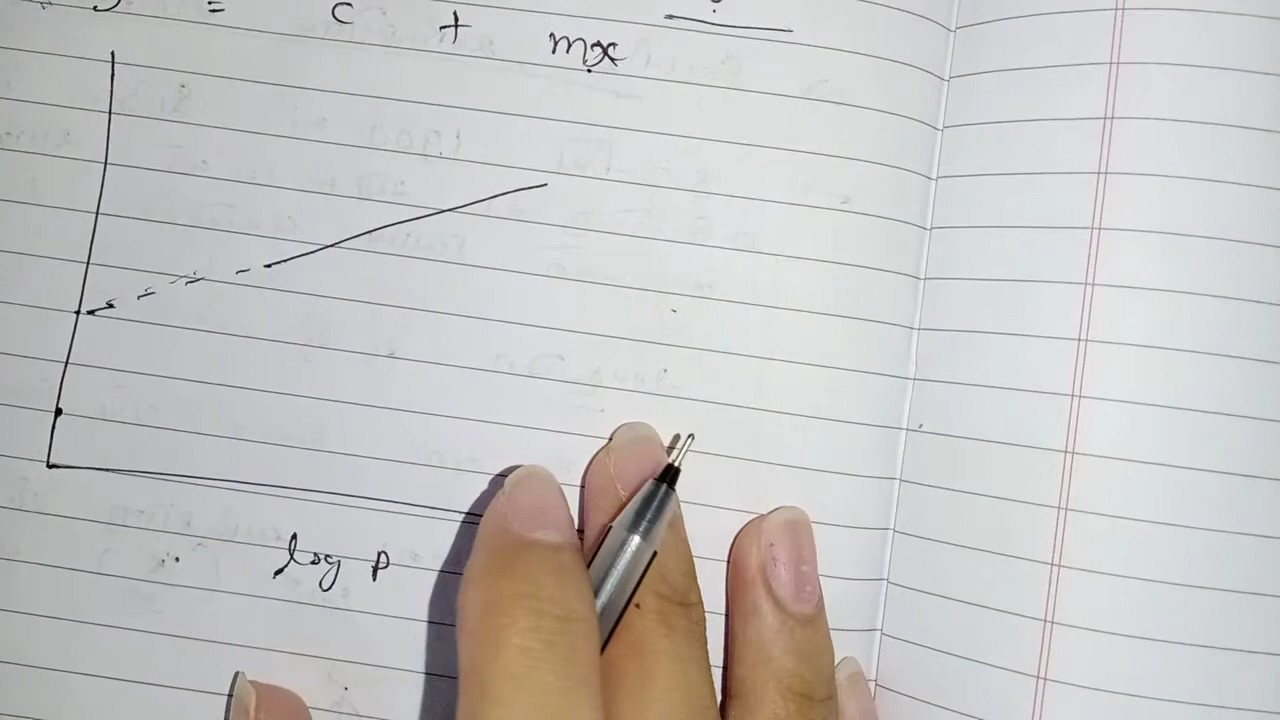 = c + mx
log p